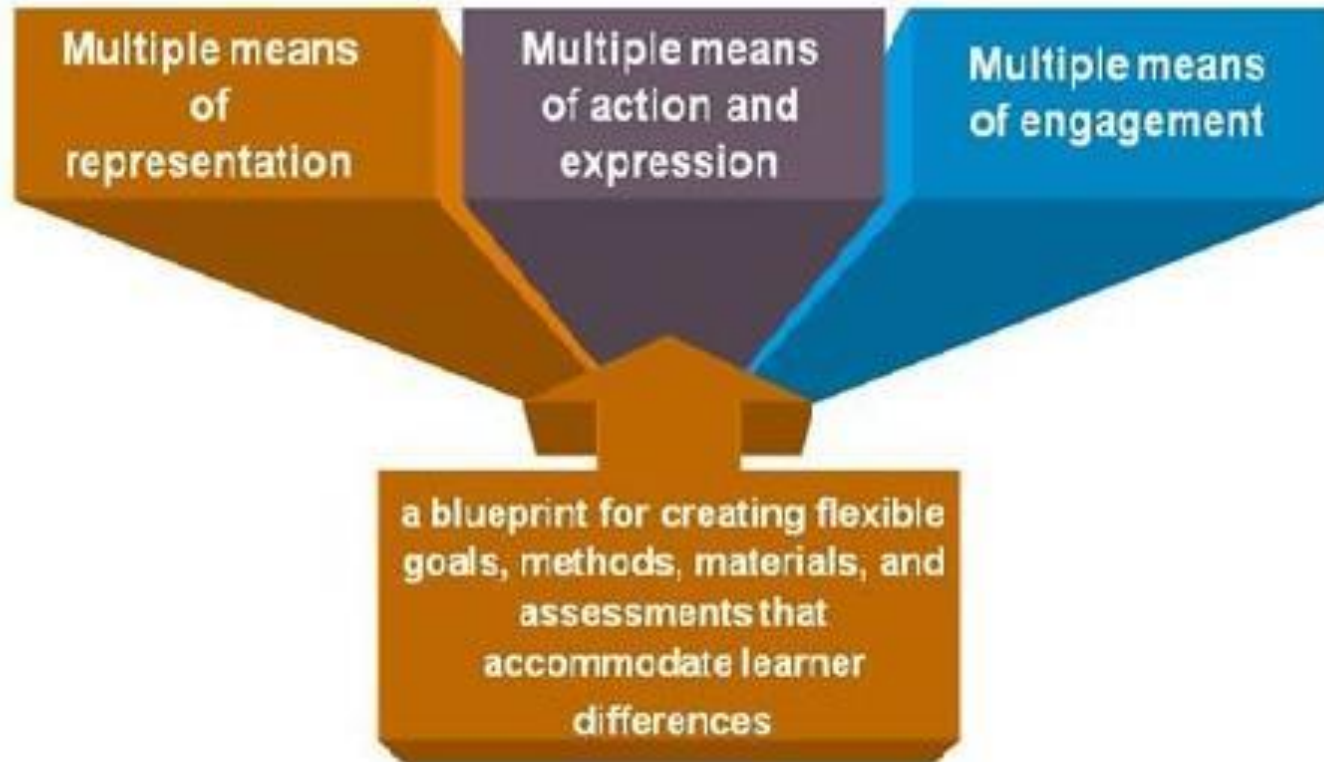 Multiple means
of
representation
Multiple means
of action and
expression
Multiple means
of engagement
a blueprint for creating flexible
goals, methods, materials, and
assessments that
accommodate learner
differences